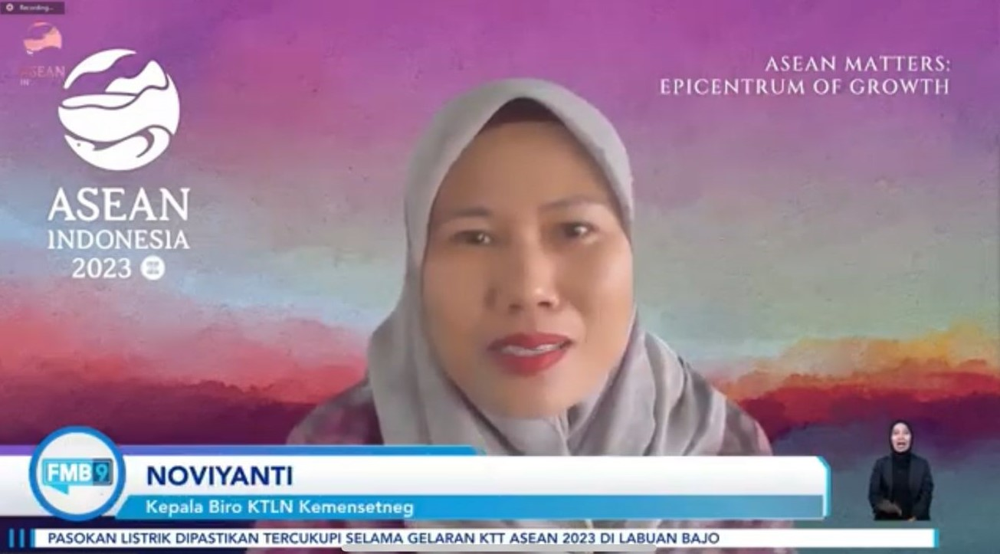 Recording...
ASEAN
IN
ASEAN
INDONESIA
2023
ASEAN MATTERS:
EPICENTRUM OF GROWTH
FMB9
NOVIYANTI
Kepala Biro KTLN Kemensetneg
PASOKAN LISTRIK DIPASTIKAN TERCUKUPI SELAMA GELARAN KTT ASEAN 2023 DI LABUAN BAJO